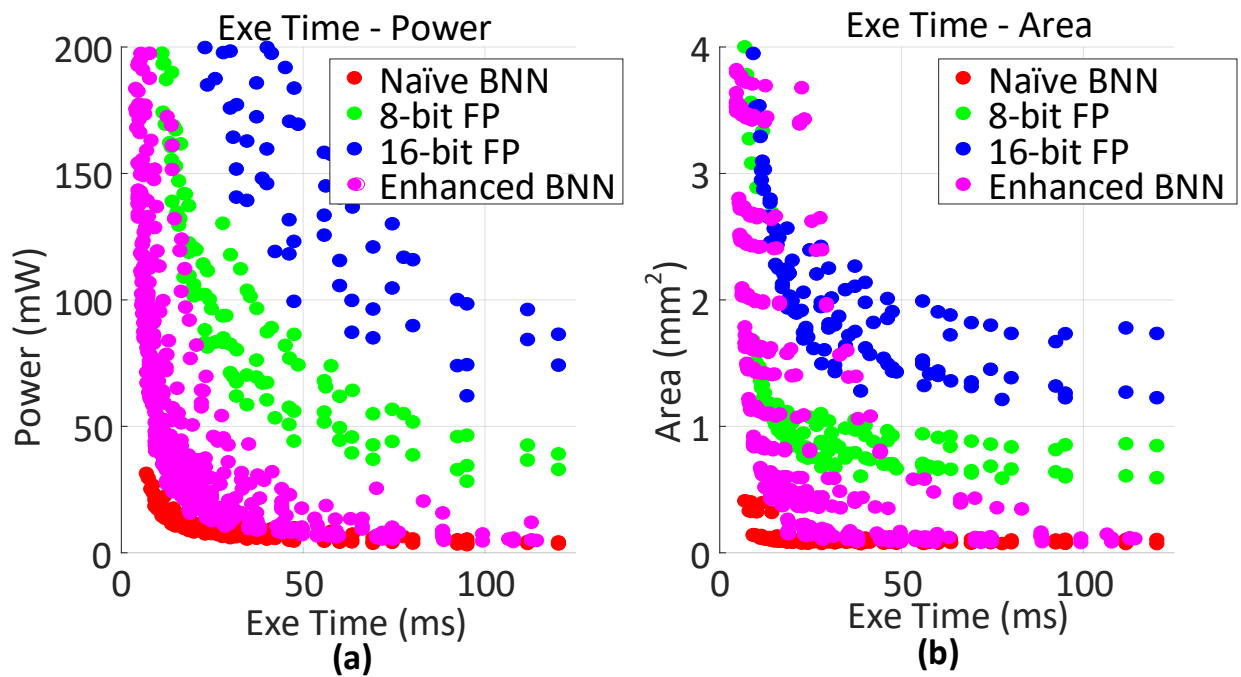 Exe Time - Power
200
150
100
50
0
0
50
100
Power (mW)
Exe Time (ms)
Naïve BNN
8-bit FP
16-bit FP
Enhanced BNN
(a)
Exe Time - Area
4
3
2
1
0
0
50
100
Area (mm²)
Exe Time (ms)
Naïve BNN
8-bit FP
16-bit FP
Enhanced BNN
(b)